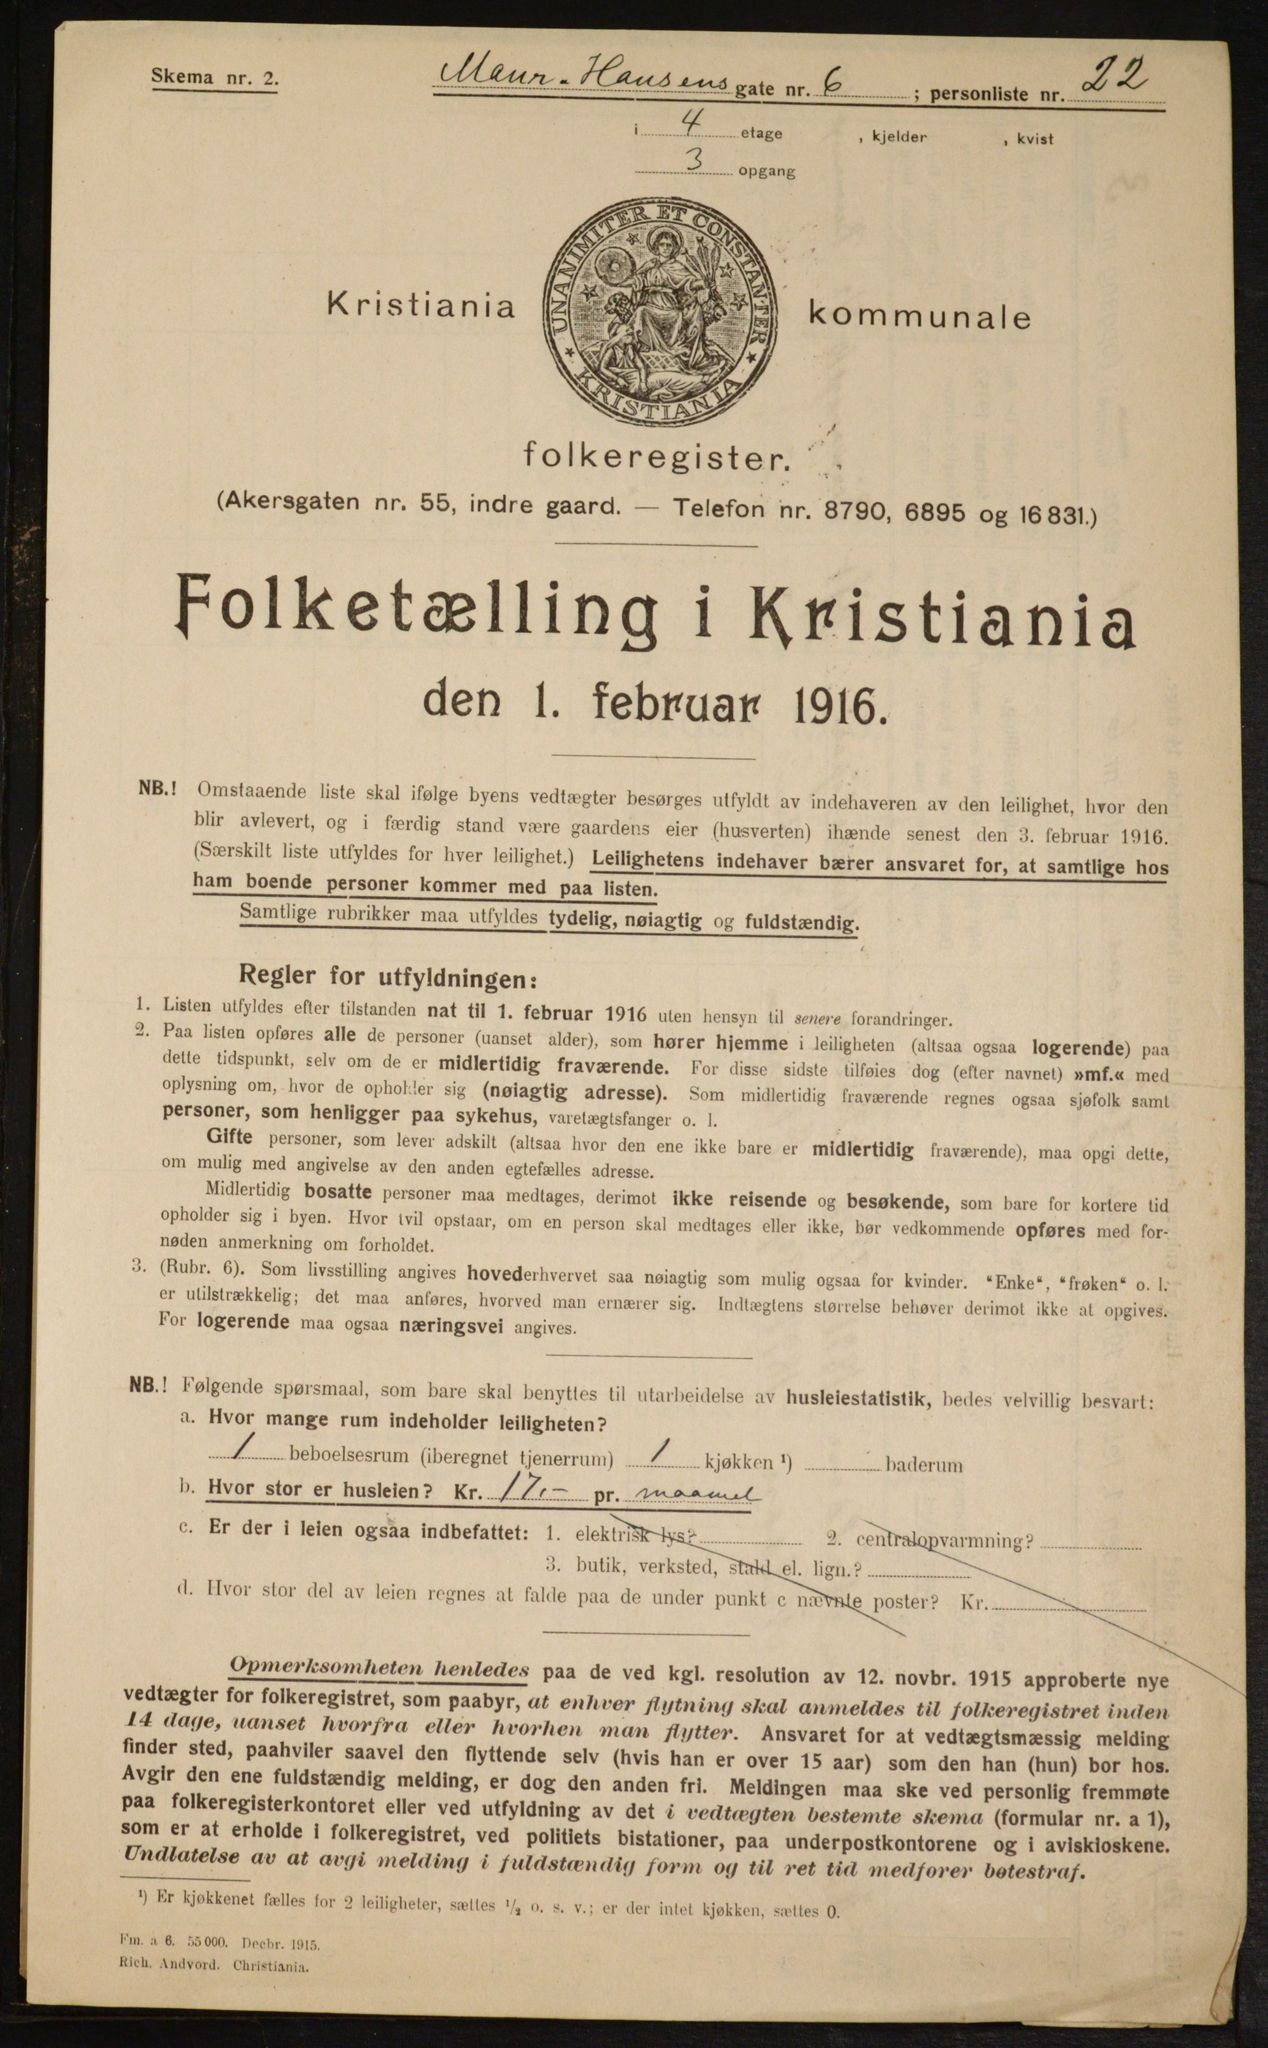 Skema nr. 2.
Maur. Hansens gate nr. 6 ; personliste nr. 22
i 4 etage , kjelder , kvist
3 opgang
UNANIMITER ET CONSTANTER
★ KRISTIANIA ★
Kristiania kommunale
folkeregister.
(Akersgaten nr. 55, indre gaard. — Telefon nr. 8790, 6895 og 16 831.)
Folketælling i Kristiania
den 1. februar 1916.
NB.! Omstaaende liste skal ifølge byens vedtægter besørges utfyldt av indehaveren av den leilighet, hvor den
blir avlevert, og i færdig stand være gaardens eier (husverten) ihænde senest den 3. februar 1916.
(Særskilt liste utfyldes for hver leilighet.) Leilighetens indehaver bærer ansvaret for, at samtlige hos
ham boende personer kommer med paa listen.
Samtlige rubrikker maa utfyldes tydelig, nøiagtig og fuldstændig.
Regler for utfyldningen:
1. Listen utfyldes efter tilstanden nat til 1. februar 1916 uten hensyn til senere forandringer.
2. Paa listen opføres alle de personer (uanset alder), som hører hjemme i leiligheten (altsaa ogsaa logerende) paa
dette tidspunkt, selv om de er midlertidig fraværende. For disse sidste tilføies dog (efter navnet) »mf.« med
oplysning om, hvor de opholder sig (nøiagtig adresse). Som midlertidig fraværende regnes ogsaa sjøfolk samt
personer, som henligger paa sykehus, varetægtsfanger o. l.
Gifte personer, som lever adskilt (altsaa hvor den ene ikke bare er midlertidig fraværende), maa opgi dette,
om mulig med angivelse av den anden egtefælles adresse.
Midlertidig bosatte personer maa medtages, derimot ikke reisende og besøkende, som bare for kortere tid
opholder sig i byen. Hvor tvil opstaar, om en person skal medtages eller ikke, bør vedkommende opføres med for-
nøden anmerkning om forholdet.
3. (Rubr. 6). Som livsstilling angives hovederhvervet saa nøiagtig som mulig ogsaa for kvinder. "Enke", "frøken" o. l.
er utilstrækkelig; det maa anføres, hvorved man ernærer sig. Indtægtens størrelse behøver derimot ikke at opgives.
For logerende maa ogsaa næringsvei angives.
NB.! Følgende spørsmaal, som bare skal benyttes til utarbeidelse av husleiestatistik, bedes velvillig besvart:
a. Hvor mange rum indeholder leiligheten?
1 beboelsesrum (iberegnet tjenerrum) 1 kjøkken ¹) baderum
b. Hvor stor er husleien? Kr. 17.- pr. maaned
c. Er der i leien ogsaa indbefattet: 1. elektrisk lys? 2. centralopvarmning?
3. butik, verksted, stald el. lign.?
d. Hvor stor del av leien regnes at falde paa de under punkt c nævnte poster? Kr.
Opmerksomheten henledes paa de ved kgl. resolution av 12. novbr. 1915 approberte nye
vedtægter for folkeregistret, som paabyr, at enhver flytning skal anmeldes til folkeregistret inden
14 dage, uanset hvorfra eller hvorhen man flytter. Ansvaret for at vedtægtsmæssig melding
finder sted, paahviler saavel den flyttende selv (hvis han er over 15 aar) som den han (hun) bor hos.
Avgir den ene fuldstændig melding, er dog den anden fri. Meldingen maa ske ved personlig fremmøte
paa folkeregisterkontoret eller ved utfyldning av det i vedtægten bestemte skema (formular nr. a 1),
som er at erholde i folkeregistret, ved politiets bistationer, paa underpostkontorene og i aviskioskene.
Undlatelse av at avgi melding i fuldstændig form og til ret tid medfører bøtestraf.
¹) Er kjøkkenet fælles for 2 leiligheter, sættes ½ o. s. v.; er der intet kjøkken, sættes 0.
Fm. a 6. 55 000. Decbr. 1915.
Rich. Andvord. Christiania.